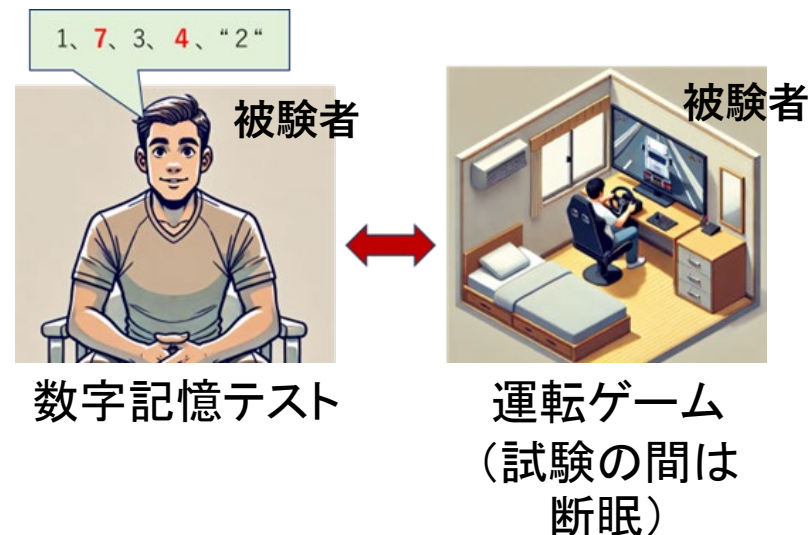 1、7、3、4、“2“
被験者
被験者
数字記憶テスト
運転ゲーム
（試験の間は
断眠）